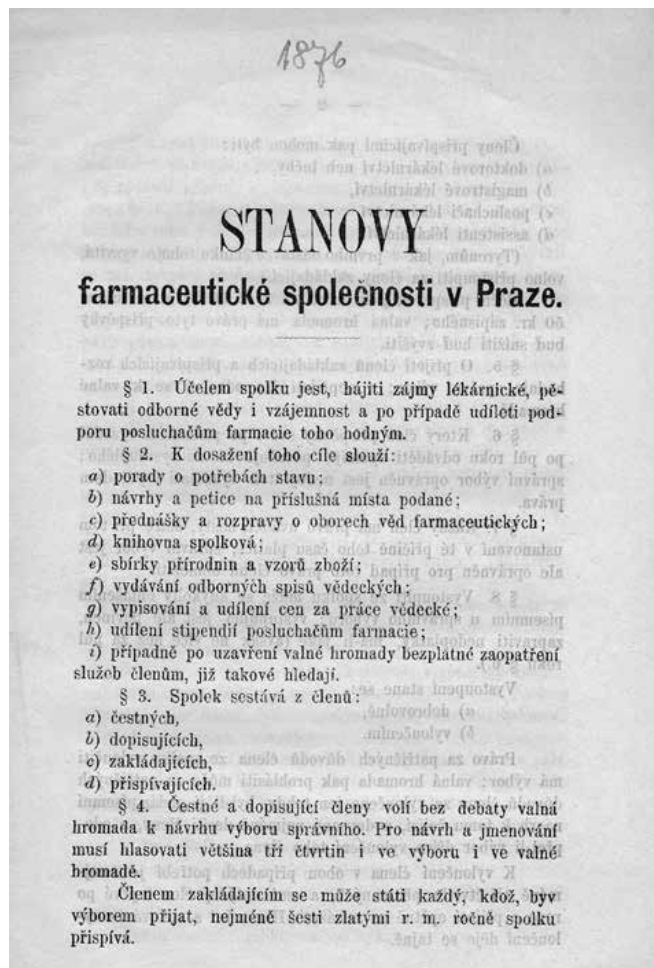 1876
STANOVY
farmaceutické společnosti v Praze.
§ 1. Účelem spolku jest, hájiti zájmy lékárnické, pě-
stovati odborné vědy i vzájemnost a po případě udíleti pod-
poru posluchačům farmacie toho hodným.
§ 2. K dosažení toho cíle slouží:
a) porady o potřebách stavu;
b) návrhy a petice na příslušná místa podané;
c) přednášky a rozpravy o oborech věd farmaceutických;
d) knihovna spolková;
e) sbírky přírodnin a vzorů zboží;
f) vydávání odborných spisů vědeckých;
g) vypisování a udílení cen za práce vědecké;
h) udílení stipendií posluchačům farmacie;
i) případně po uzavření valné hromady bezplatné zaopatření
služeb členům, již takové hledají.
§ 3. Spolek sestává z členů:
a) čestných,
b) dopisujících,
c) zakládajících,
d) přispívajících.
§ 4. Čestné a dopisující členy volí bez debaty valná
hromada k návrhu výboru správního. Pro návrh a jmenování
musí hlasovati většina tří čtvrtin i ve výboru i ve valné
hromadě.
Členem zakládajícím se může státi každý, kdož, byv
výborem přijat, nejméně šesti zlatými r. m. ročně spolku
přispívá.